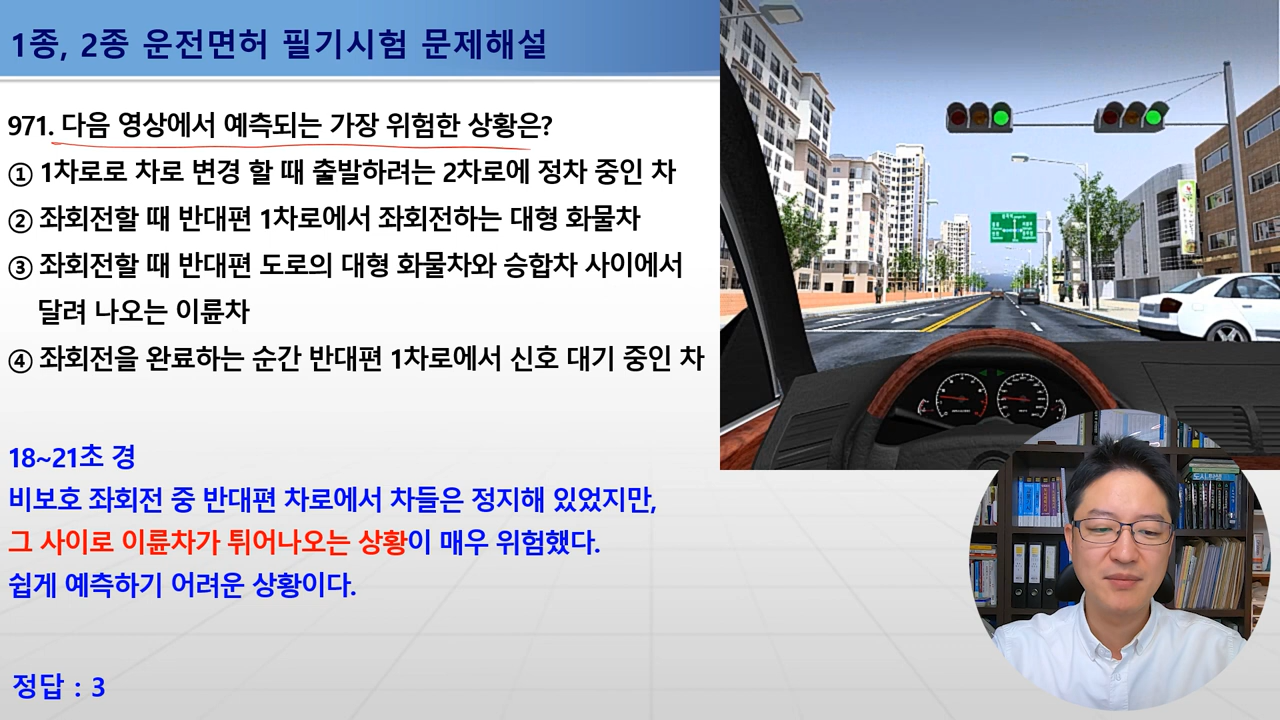 1종, 2종 운전면허 필기시험 문제해설
971. 다음 영상에서 예측되는 가장 위험한 상황은?
① 1차로로 차로 변경 할 때 출발하려는 2차로에 정차 중인 차
② 좌회전할 때 반대편 1차로에서 좌회전하는 대형 화물차
③ 좌회전할 때 반대편 도로의 대형 화물차와 승합차 사이에서
달려 나오는 이륜차
④ 좌회전을 완료하는 순간 반대편 1차로에서 신호 대기 중인 차
18~21초 경
비보호 좌회전 중 반대편 차로에서 차들은 정지해 있었지만,
그 사이로 이륜차가 튀어나오는 상황이 매우 위험했다.
쉽게 예측하기 어려운 상황이다.
정답 : 3